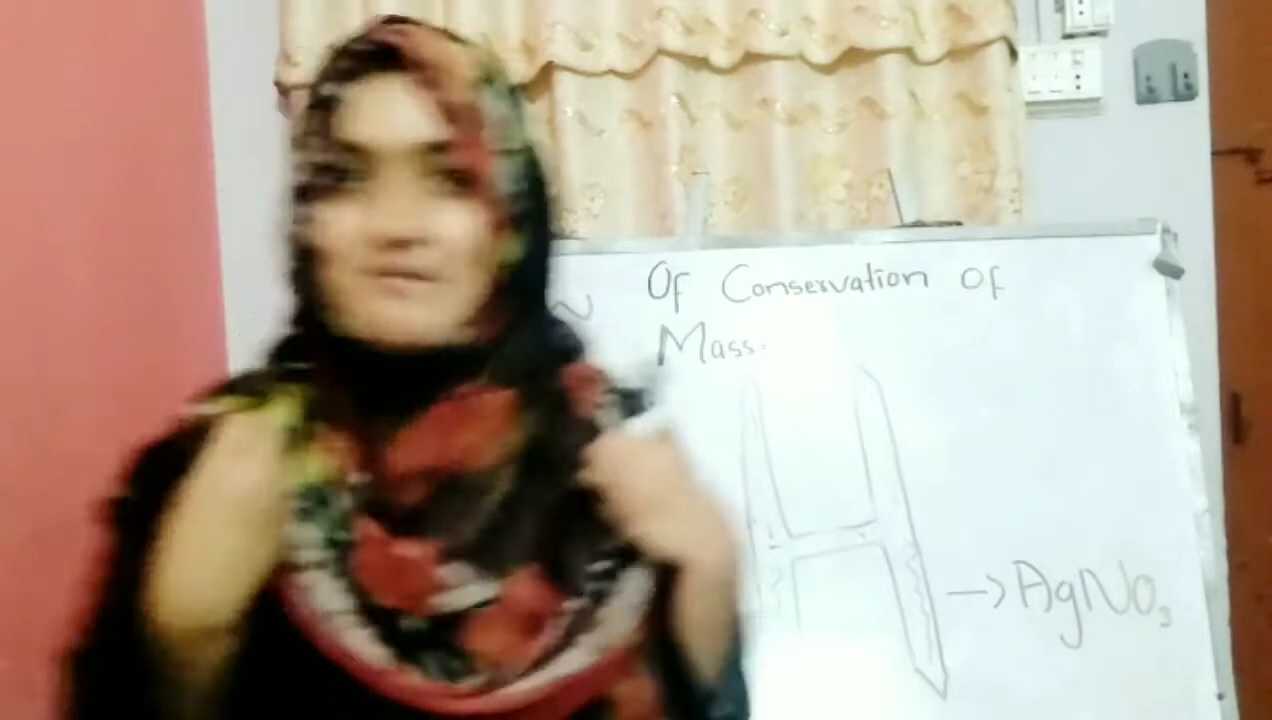 Of Conservation Of
Mass.
→AgNO₃